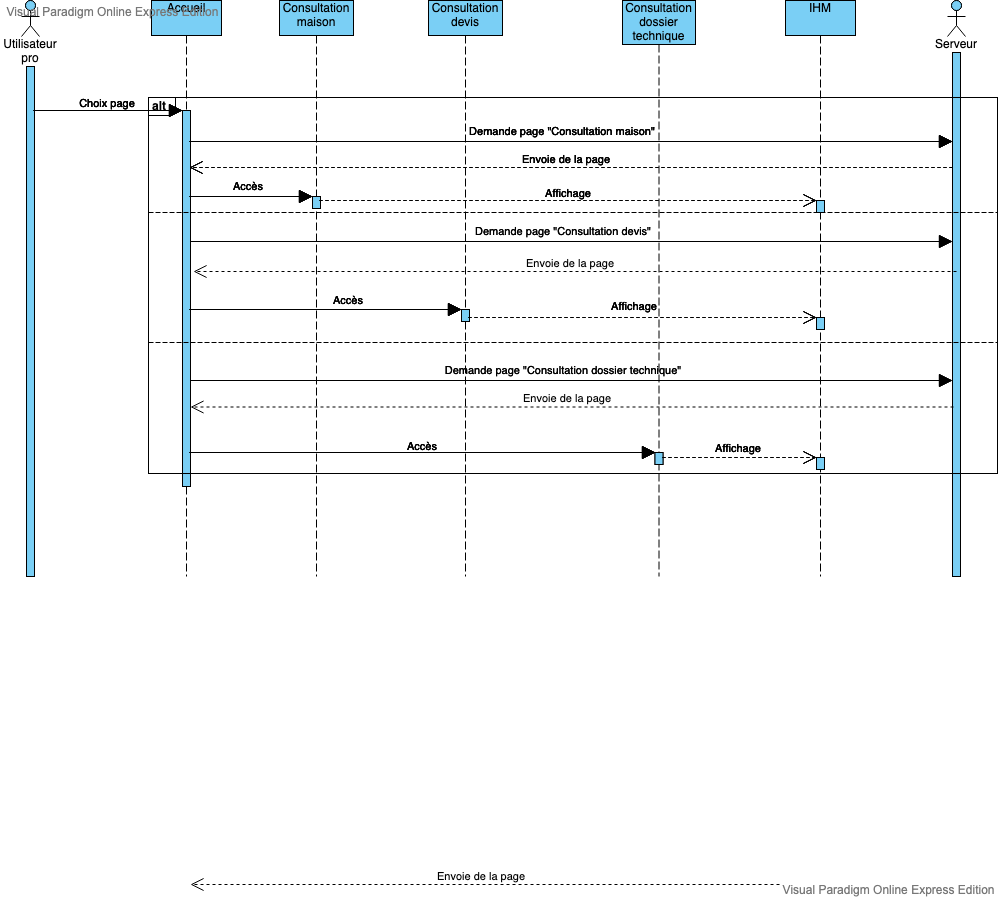 Visual Paradigm Online Express Edition
Accueil
Consultation
maison
Consultation
devis
Consultation
dossier
technique
IHM
Utilisateur
pro
Serveur
Choix page
alt
Demande page "Consultation maison"
Envoie de la page
Accès
Affichage
Demande page "Consultation devis"
Envoie de la page
Accès
Affichage
Demande page "Consultation dossier technique"
Envoie de la page
Accès
Affichage
Envoie de la page
Visual Paradigm Online Express Edition